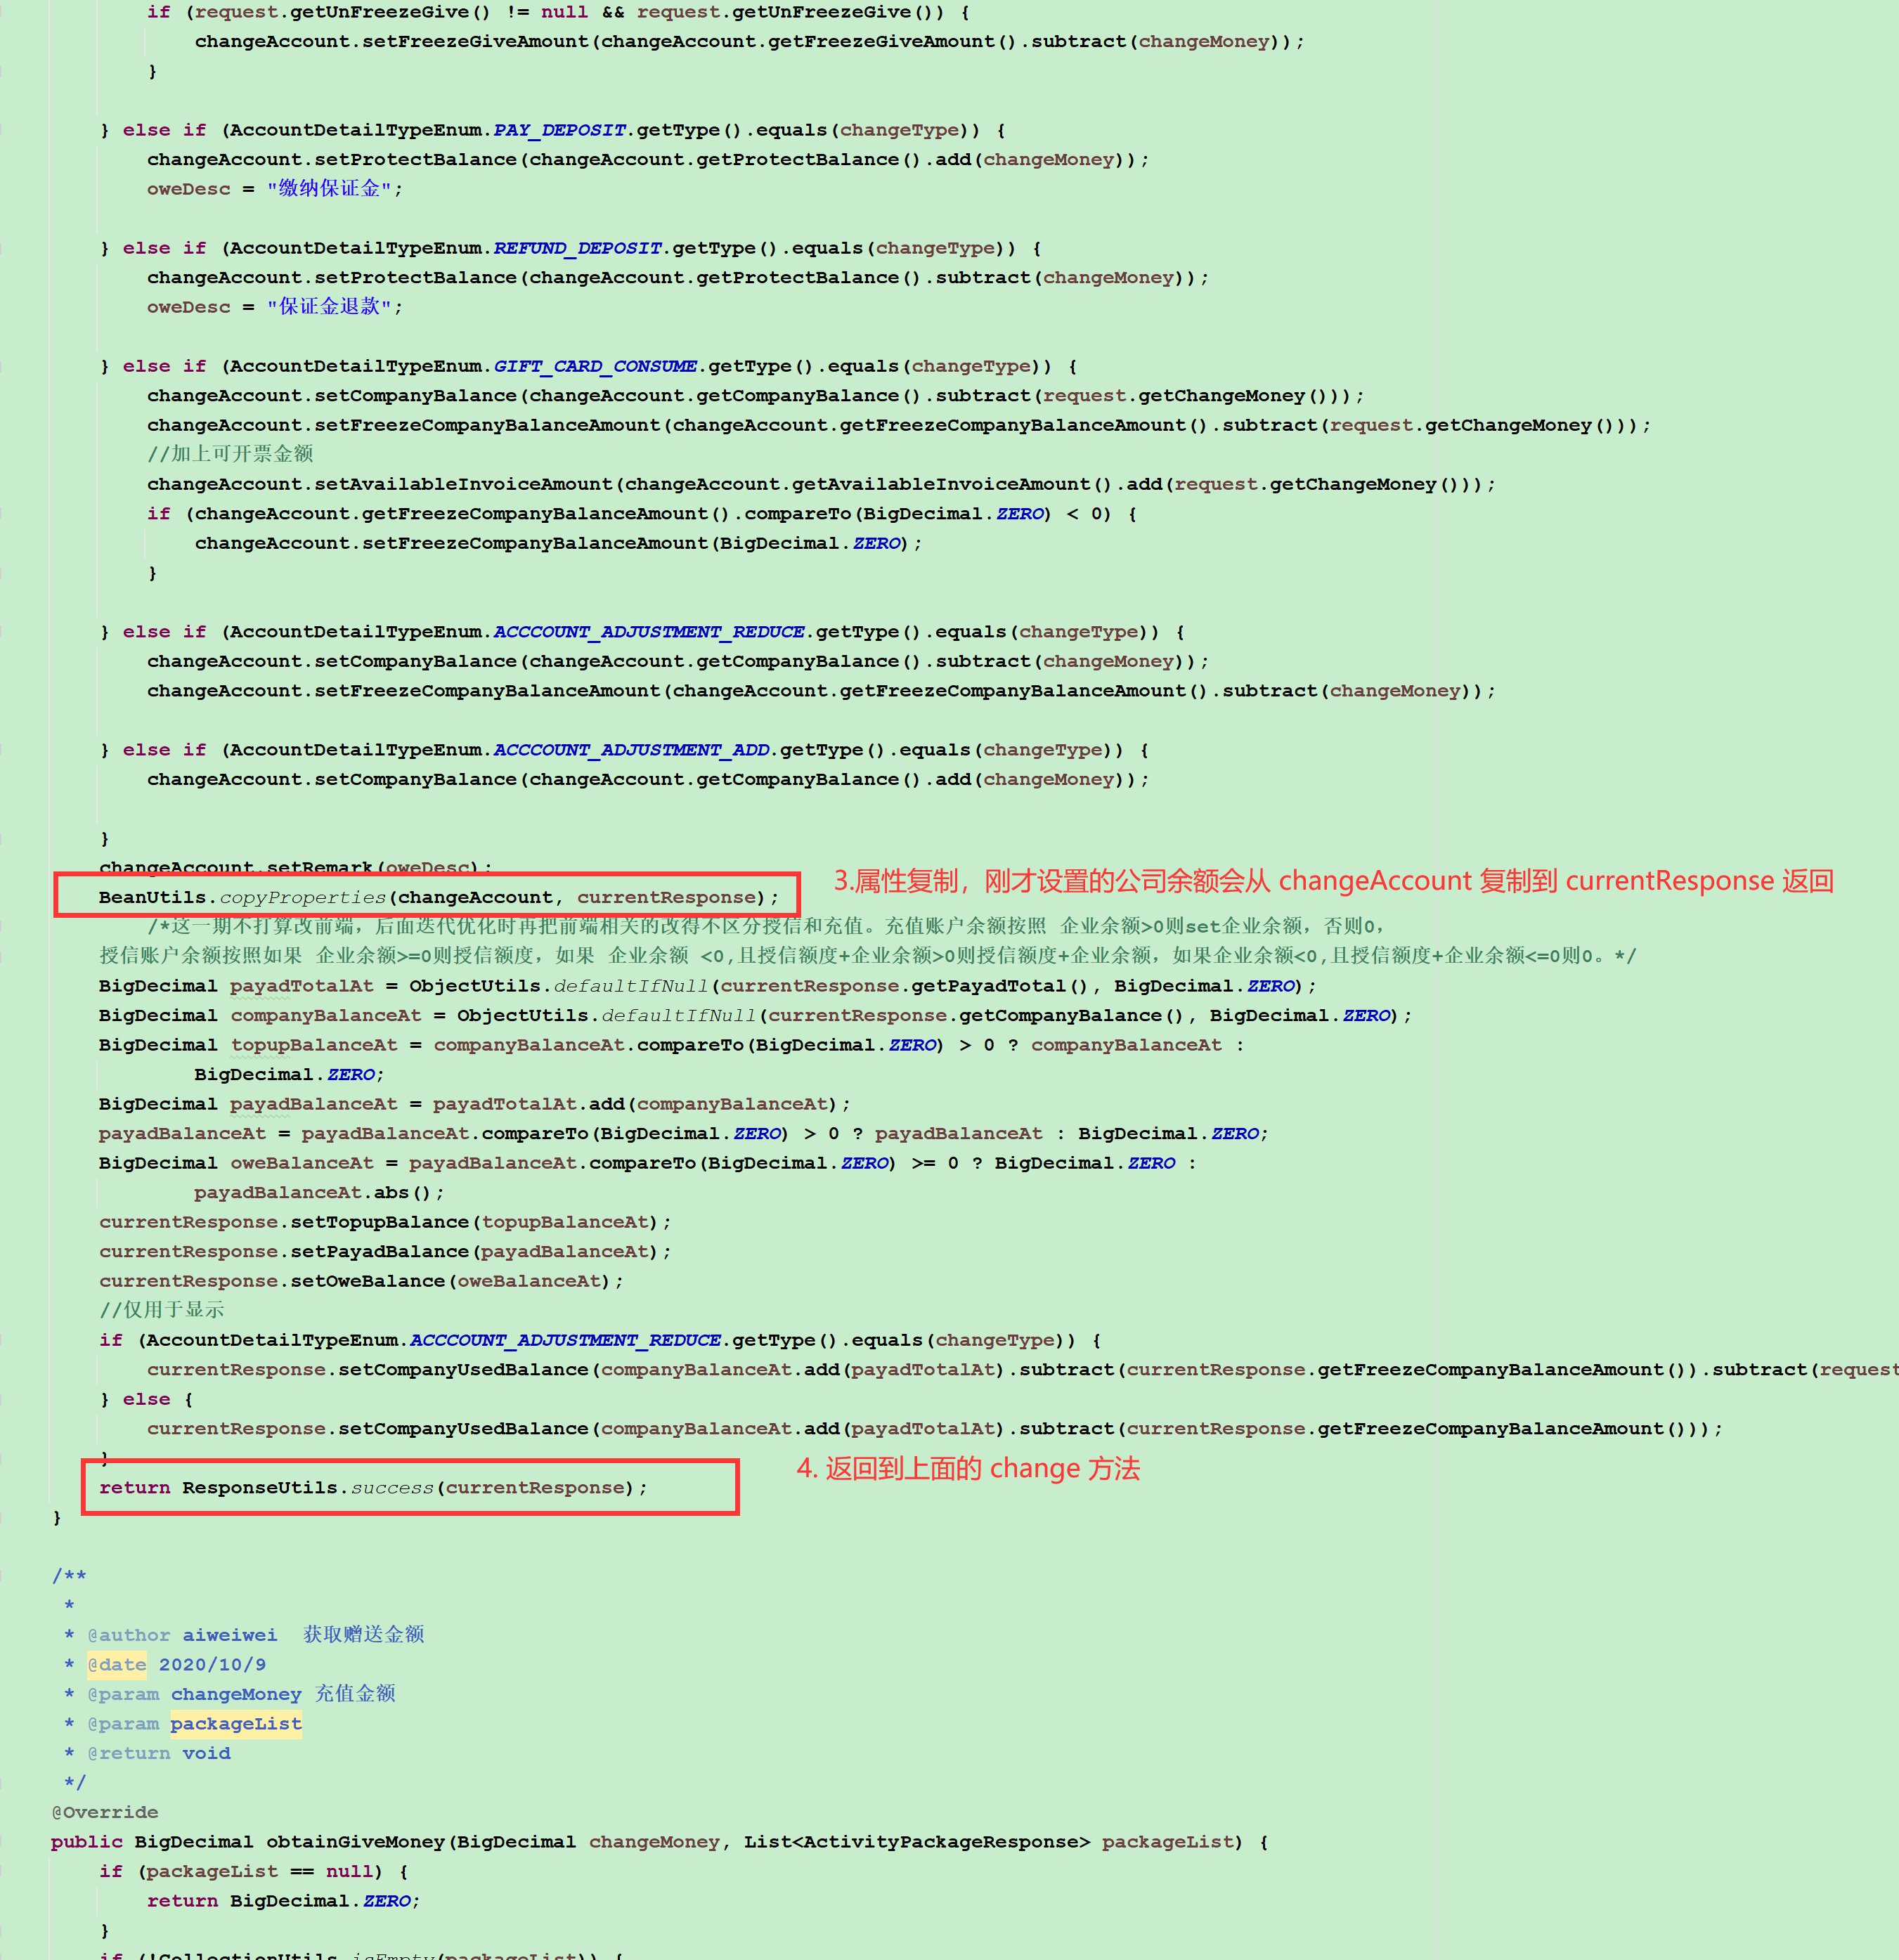 if (request.getUnFreezeGive() != null && request.getUnFreezeGive()) {
changeAccount.setFreezeGiveAmount(changeAccount.getFreezeGiveAmount().subtract(changeMoney));
}
} else if (AccountDetailTypeEnum.PAY_DEPOSIT.getType().equals(changeType)) {
changeAccount.setProtectBalance(changeAccount.getProtectBalance().add(changeMoney));
oweDesc = "缴纳保证金";
} else if (AccountDetailTypeEnum.REFUND_DEPOSIT.getType().equals(changeType)) {
changeAccount.setProtectBalance(changeAccount.getProtectBalance().subtract(changeMoney));
oweDesc = "保证金退款";
} else if (AccountDetailTypeEnum.GIFT_CARD_CONSUME.getType().equals(changeType)) {
changeAccount.setCompanyBalance(changeAccount.getCompanyBalance().subtract(request.getChangeMoney()));
changeAccount.setFreezeCompanyBalanceAmount(changeAccount.getFreezeCompanyBalanceAmount().subtract(request.getChangeMoney()));
//加上可开票金额
changeAccount.setAvailableInvoiceAmount(changeAccount.getAvailableInvoiceAmount().add(request.getChangeMoney()));
if (changeAccount.getFreezeCompanyBalanceAmount().compareTo(BigDecimal.ZERO) < 0) {
changeAccount.setFreezeCompanyBalanceAmount(BigDecimal.ZERO);
}
} else if (AccountDetailTypeEnum.ACCCOUNT_ADJUSTMENT_REDUCE.getType().equals(changeType)) {
changeAccount.setCompanyBalance(changeAccount.getCompanyBalance().subtract(changeMoney));
changeAccount.setFreezeCompanyBalanceAmount(changeAccount.getFreezeCompanyBalanceAmount().subtract(changeMoney));
} else if (AccountDetailTypeEnum.ACCCOUNT_ADJUSTMENT_ADD.getType().equals(changeType)) {
changeAccount.setCompanyBalance(changeAccount.getCompanyBalance().add(changeMoney));
}
changeAccount.setRemark(oweDesc);
BeanUtils.copyProperties(changeAccount, currentResponse);
3.属性复制，刚才设置的公司余额会从 changeAccount 复制到 currentResponse 返回
/*这一期不打算改前端，后面迭代优化时再把前端相关的改得不区分授信和充值。充值账户余额按照 企业余额>0则set企业余额，否则0，
授信账户余额按照如果 企业余额>=0则授信额度，如果 企业余额 <0,且授信额度+企业余额>0则授信额度+企业余额，如果企业余额<0,且授信额度+企业余额<=0则0。*/
BigDecimal payadTotalAt = ObjectUtils.defaultIfNull(currentResponse.getPayadTotal(), BigDecimal.ZERO);
BigDecimal companyBalanceAt = ObjectUtils.defaultIfNull(currentResponse.getCompanyBalance(), BigDecimal.ZERO);
BigDecimal topupBalanceAt = companyBalanceAt.compareTo(BigDecimal.ZERO) > 0 ? companyBalanceAt :
BigDecimal.ZERO;
BigDecimal payadBalanceAt = payadTotalAt.add(companyBalanceAt);
payadBalanceAt = payadBalanceAt.compareTo(BigDecimal.ZERO) > 0 ? payadBalanceAt : BigDecimal.ZERO;
BigDecimal oweBalanceAt = payadBalanceAt.compareTo(BigDecimal.ZERO) >= 0 ? BigDecimal.ZERO :
payadBalanceAt.abs();
currentResponse.setTopupBalance(topupBalanceAt);
currentResponse.setPayadBalance(payadBalanceAt);
currentResponse.setOweBalance(oweBalanceAt);
//仅用于显示
if (AccountDetailTypeEnum.ACCCOUNT_ADJUSTMENT_REDUCE.getType().equals(changeType)) {
currentResponse.setCompanyUsedBalance(companyBalanceAt.add(payadTotalAt).subtract(currentResponse.getFreezeCompanyBalanceAmount()).subtract(request
} else {
currentResponse.setCompanyUsedBalance(companyBalanceAt.add(payadTotalAt).subtract(currentResponse.getFreezeCompanyBalanceAmount()));
}
4. 返回到上面的 change 方法
return ResponseUtils.success(currentResponse);
}
/**
*
* @author aiweiwei 获取赠送金额
* @date 2020/10/9
* @param changeMoney 充值金额
* @param packageList
* @return void
*/
@Override
public BigDecimal obtainGiveMoney(BigDecimal changeMoney, List<ActivityPackageResponse> packageList) {
if (packageList == null) {
return BigDecimal.ZERO;
}
if (!CollectionUtils.isEmpty(packageList)) {